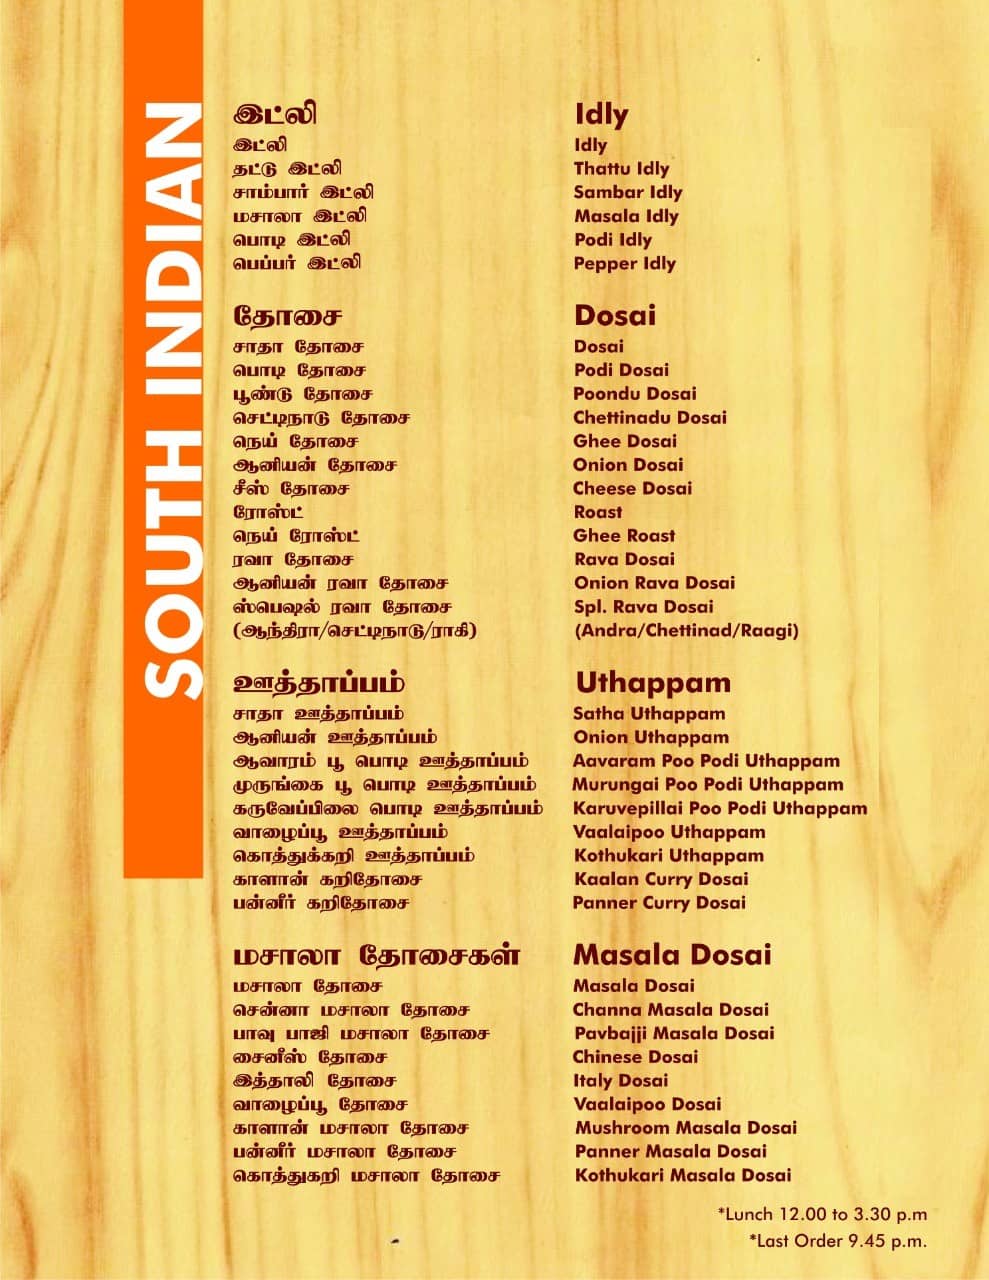 SOUTH INDIAN
இட்லி Idly
இட்லி Idly
தட்டு இட்லி Thattu Idly
சாம்பார் இட்லி Sambar Idly
மசாலா இட்லி Masala Idly
பொடி இட்லி Podi Idly
பெப்பர் இட்லி Pepper Idly
தோசை Dosai
சாதா தோசை Dosai
பொடி தோசை Podi Dosai
பூண்டு தோசை Poondu Dosai
செட்டிநாடு தோசை Chettinadu Dosai
நெய் தோசை Ghee Dosai
ஆனியன் தோசை Onion Dosai
சீஸ் தோசை Cheese Dosai
ரோஸ்ட் Roast
நெய் ரோஸ்ட் Ghee Roast
ரவா தோசை Rava Dosai
ஆனியன் ரவா தோசை Onion Rava Dosai
ஸ்பெஷல் ரவா தோசை Spl. Rava Dosai
(ஆந்திரா/செட்டிநாடு/ராகி) (Andra/Chettinad/Raagi)
ஊத்தாப்பம் Uthappam
சாதா ஊத்தாப்பம் Satha Uthappam
ஆனியன் ஊத்தாப்பம் Onion Uthappam
ஆவாரம் பூ பொடி ஊத்தாப்பம் Aavaram Poo Podi Uthappam
முருங்கை பூ பொடி ஊத்தாப்பம் Murungai Poo Podi Uthappam
கருவேப்பிலை பொடி ஊத்தாப்பம் Karuvepillai Poo Podi Uthappam
வாழைப்பூ ஊத்தாப்பம் Vaalaipoo Uthappam
கொத்துக்கறி ஊத்தாப்பம் Kothukari Uthappam
காளான் கறிதோசை Kaalan Curry Dosai
பன்னீர் கறிதோசை Panner Curry Dosai
மசாலா தோசைகள் Masala Dosai
மசாலா தோசை Masala Dosai
சென்னா மசாலா தோசை Channa Masala Dosai
பாவு பாஜி மசாலா தோசை Pavbajji Masala Dosai
சைனீஸ் தோசை Chinese Dosai
இத்தாலி தோசை Italy Dosai
வாழைப்பூ தோசை Vaalaipoo Dosai
காளான் மசாலா தோசை Mushroom Masala Dosai
பன்னீர் மசாலா தோசை Panner Masala Dosai
கொத்துகறி மசாலா தோசை Kothukari Masala Dosai
*Lunch 12.00 to 3.30 p.m
*Last Order 9.45 p.m.